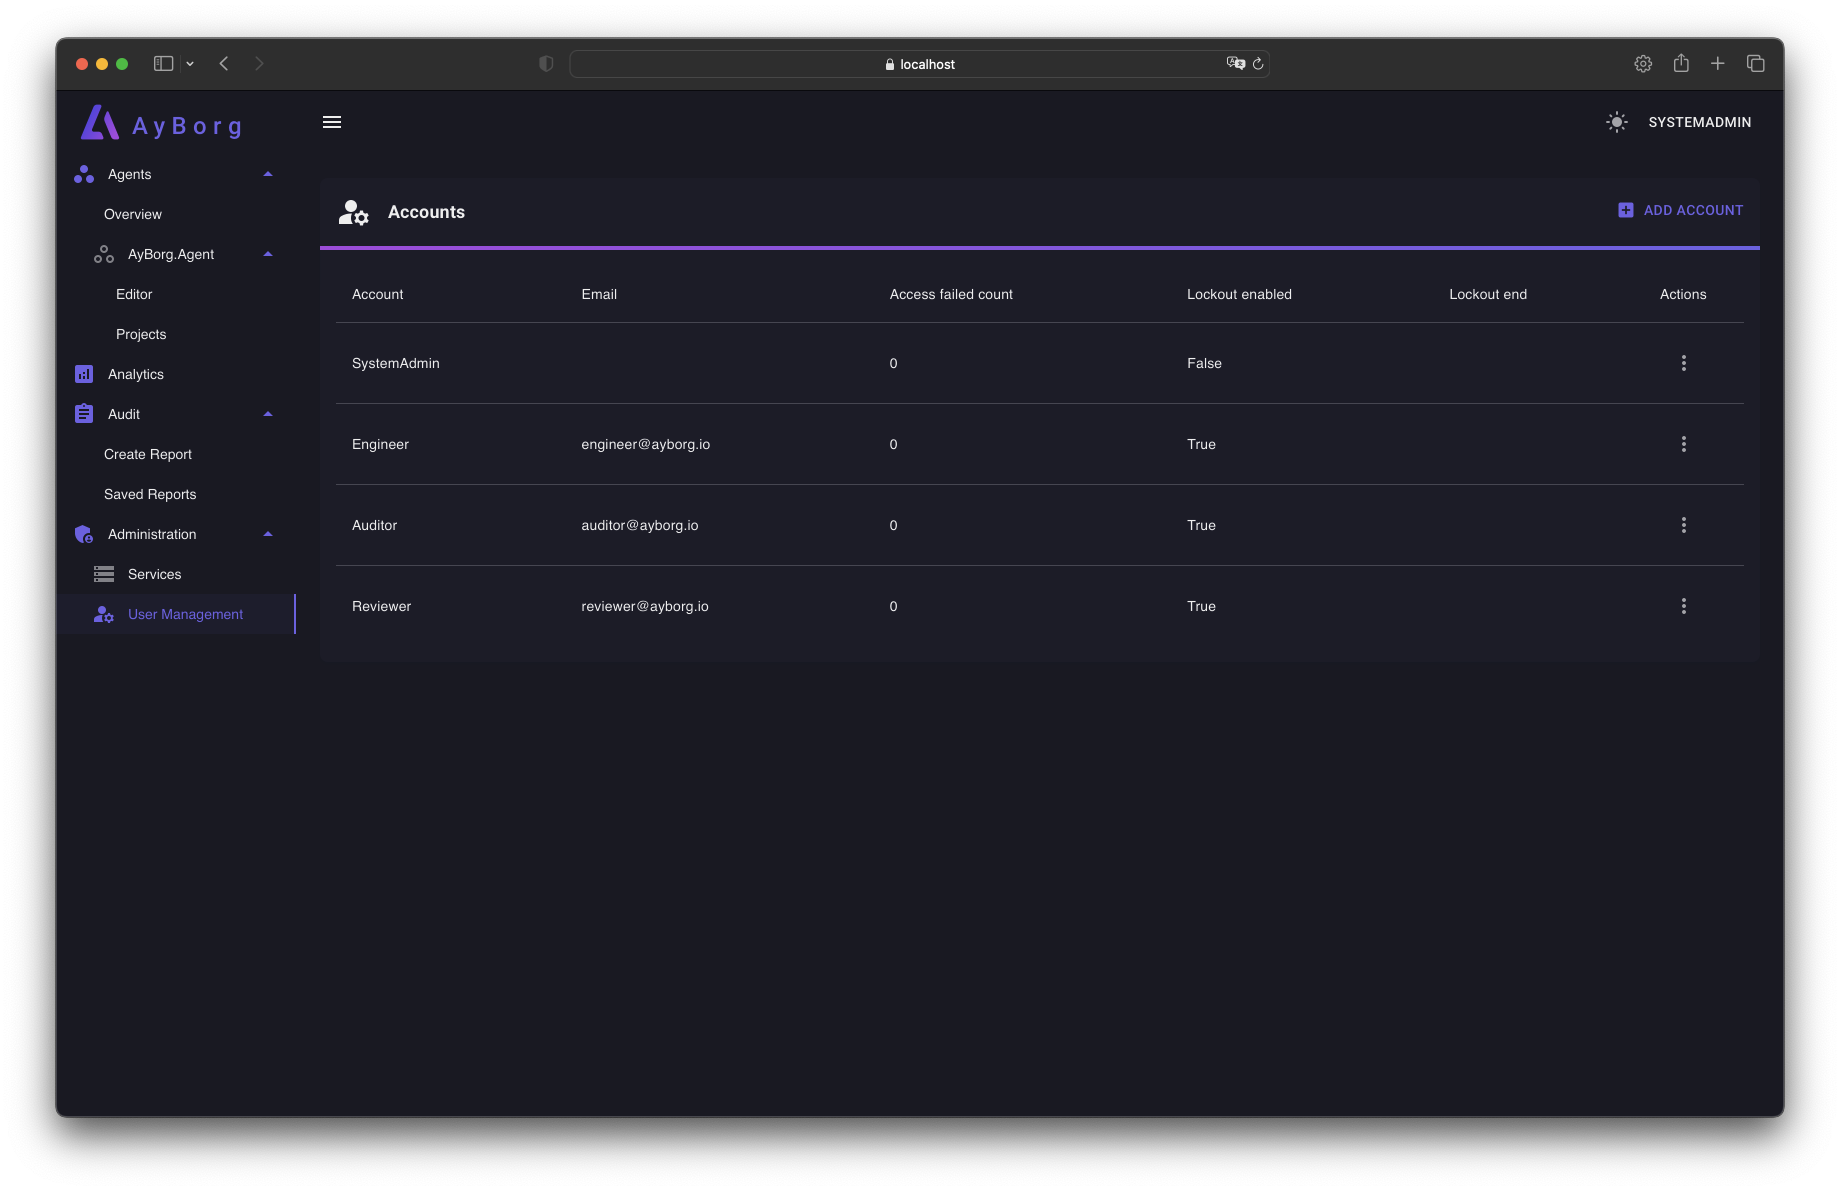 localhost
AyBorg
SYSTEMADMIN
Agents
Overview
AyBorg.Agent
Editor
Projects
Analytics
Audit
Create Report
Saved Reports
Administration
Services
User Management
Accounts
ADD ACCOUNT
Account Email Access failed count Lockout enabled Lockout end Actions
SystemAdmin 0 False
Engineer engineer@ayborg.io 0 True
Auditor auditor@ayborg.io 0 True
Reviewer reviewer@ayborg.io 0 True